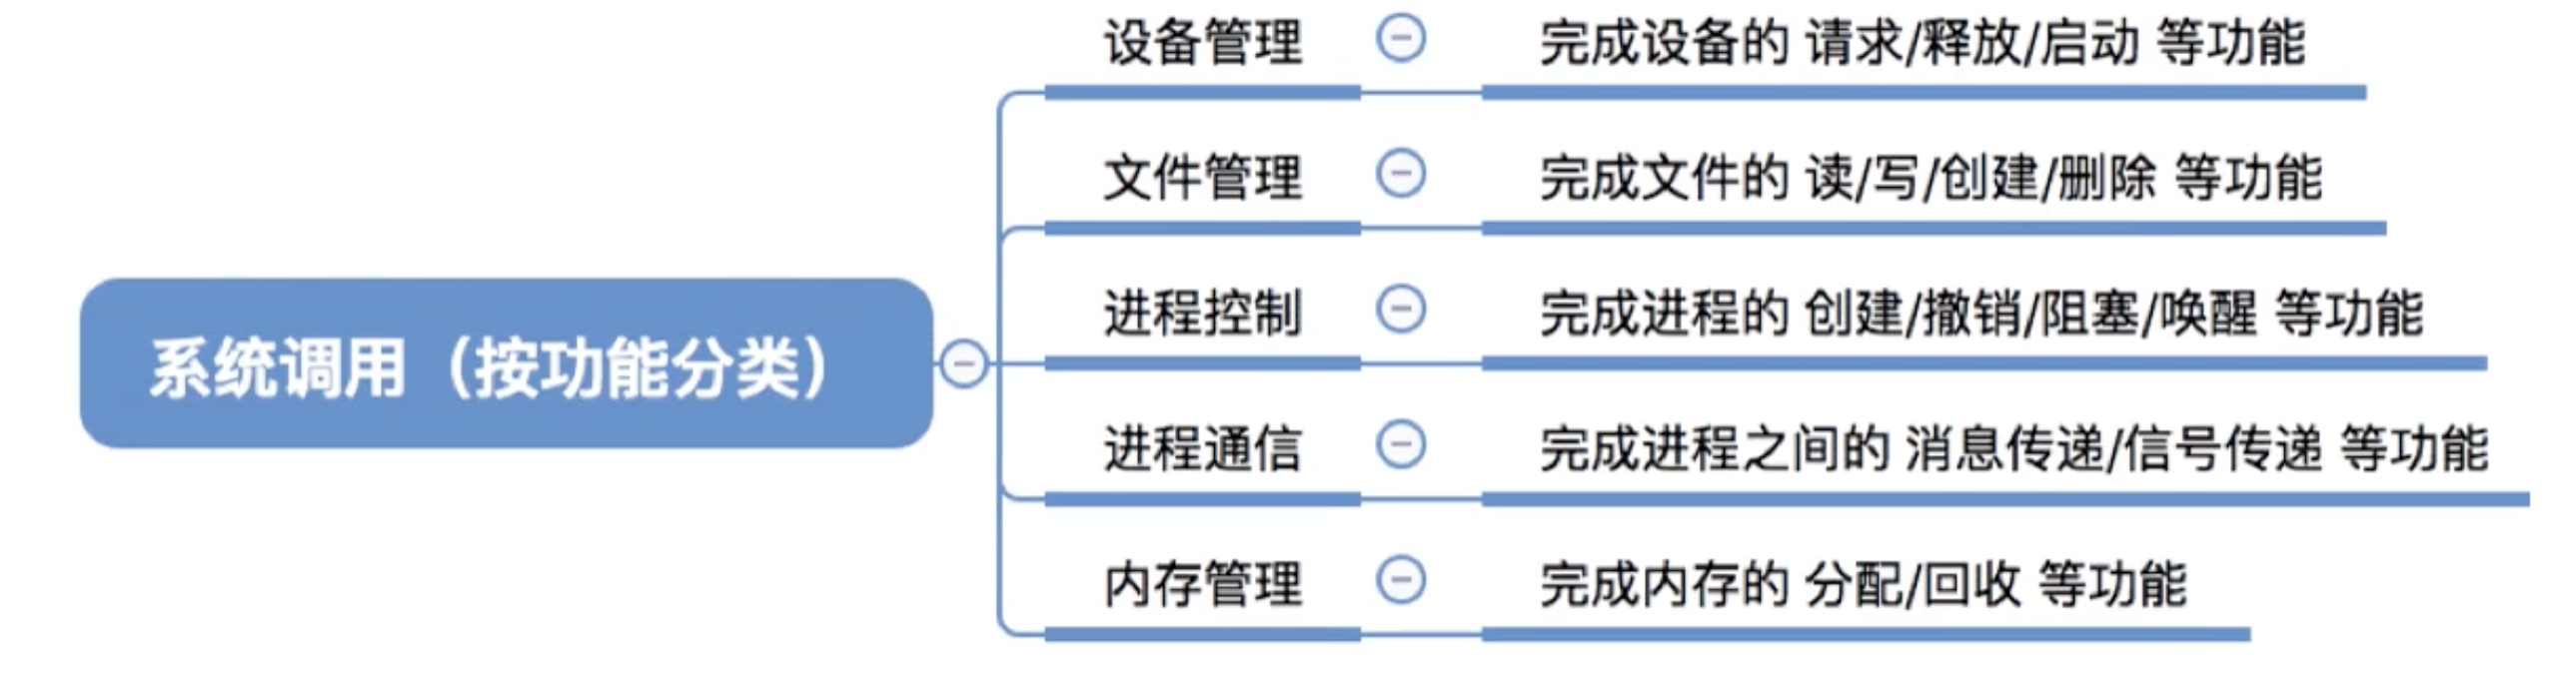 系统调用（按功能分类）
设备管理
完成设备的 请求/释放/启动 等功能
文件管理
完成文件的 读/写/创建/删除 等功能
进程控制
完成进程的 创建/撤销/阻塞/唤醒 等功能
进程通信
完成进程之间的 消息传递/信号传递 等功能
内存管理
完成内存的 分配/回收 等功能